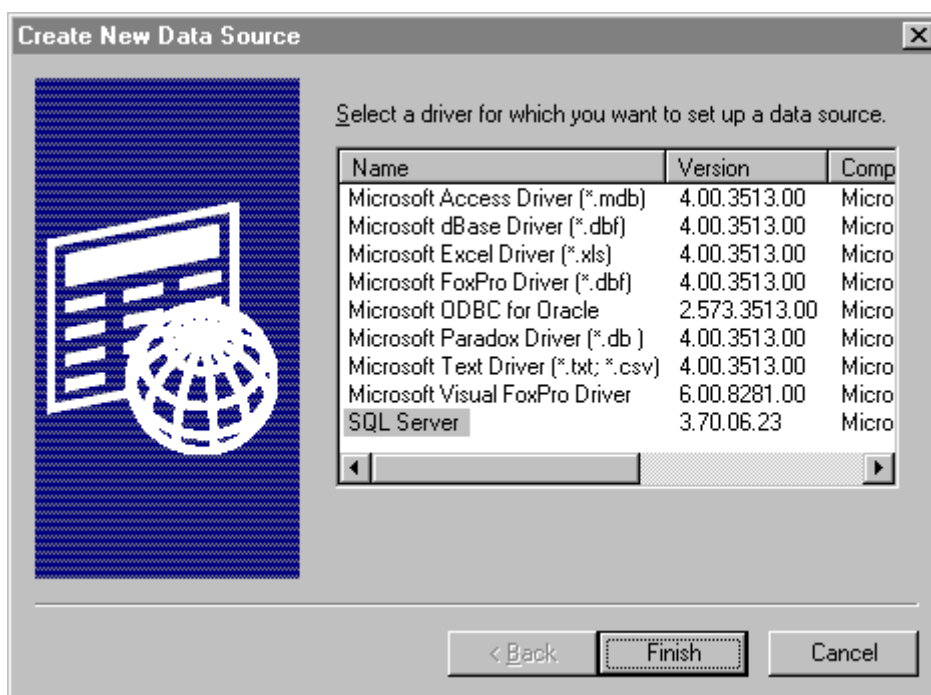 Create New Data Source
Select a driver for which you want to set up a data source.
Name Version Comp
Microsoft Access Driver (*.mdb) 4.00.3513.00 Micro
Microsoft dBase Driver (*.dbf) 4.00.3513.00 Micro
Microsoft Excel Driver (*.xls) 4.00.3513.00 Micro
Microsoft FoxPro Driver (*.dbf) 4.00.3513.00 Micro
Microsoft ODBC for Oracle 2.573.3513.00 Micro
Microsoft Paradox Driver (*.db ) 4.00.3513.00 Micro
Microsoft Text Driver (*.txt; *.csv) 4.00.3513.00 Micro
Microsoft Visual FoxPro Driver 6.00.8281.00 Micro
SQL Server 3.70.06.23 Micro
< Back Finish Cancel